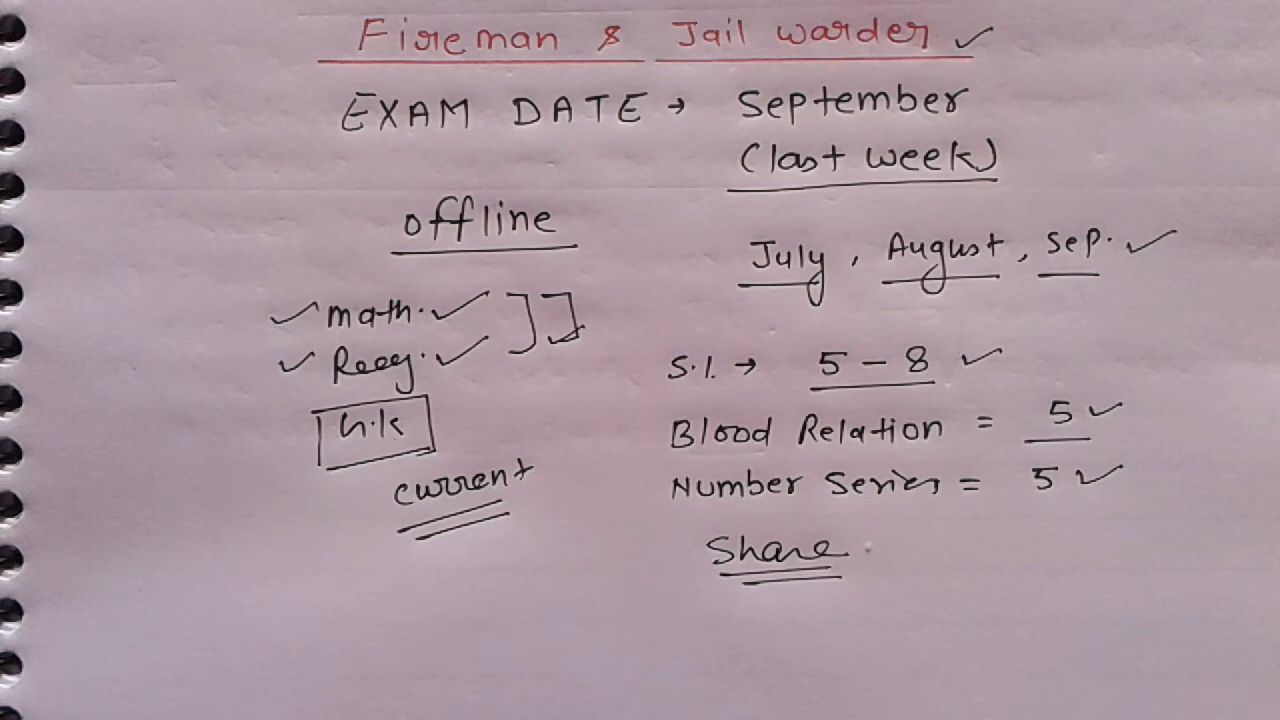 Fireman & Jail warder
EXAM DATE → September
(last week)
offline
July, August, Sep.
math.
Reag.
G.K
current
S.I. → 5 - 8
Blood Relation = 5
Number Series = 5
Share